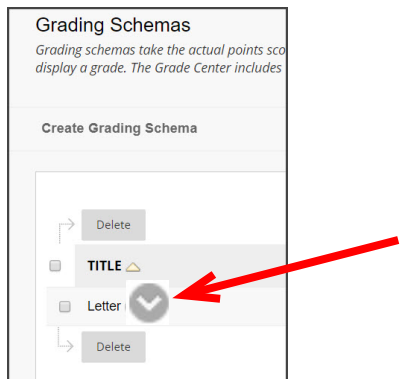 Grading Schemas
Grading schemas take the actual points sco
display a grade. The Grade Center includes
Create Grading Schema
Delete
TITLE
Letter
Delete